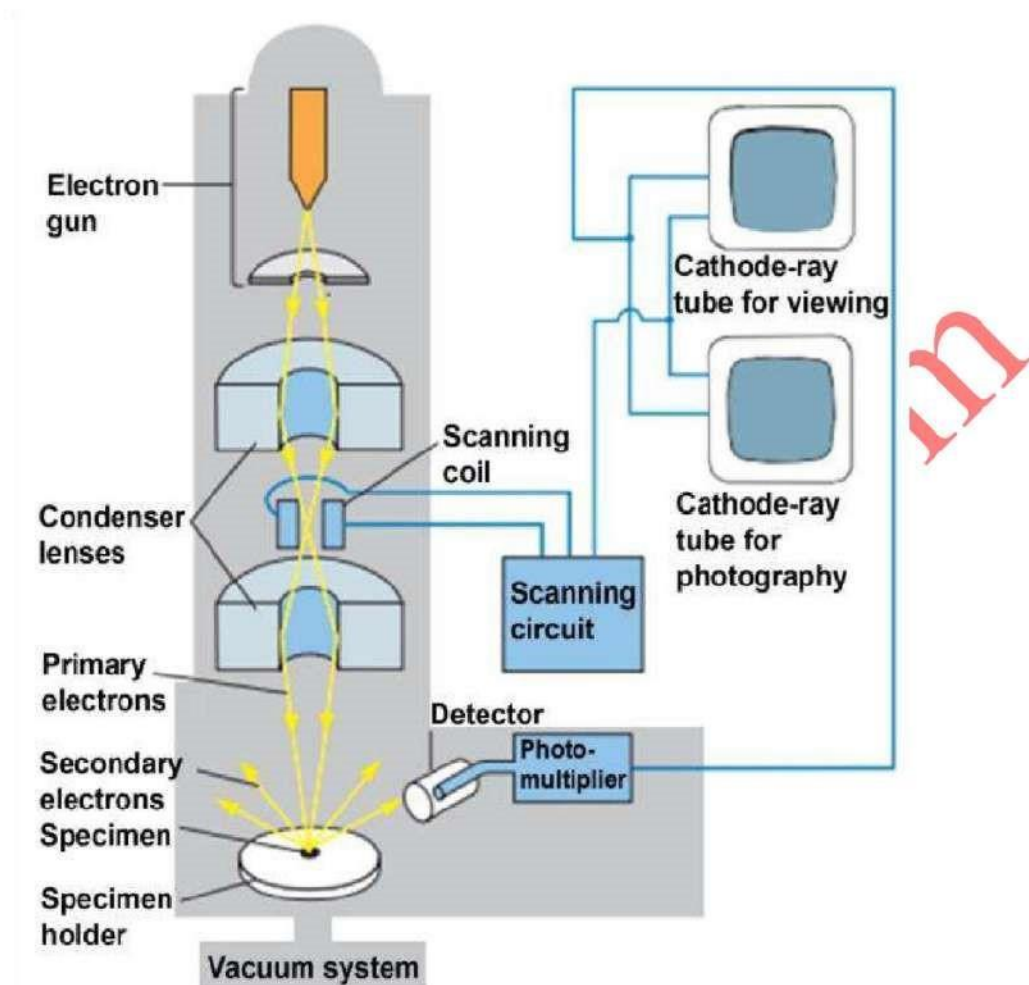 Electron
gun
Cathode-ray
tube for viewing
Scanning
coil
Condenser
lenses
Cathode-ray
tube for
photography
Scanning
circuit
Primary
electrons
Detector
Photo-
multiplier
Secondary
electrons
Specimen
Specimen
holder
Vacuum system